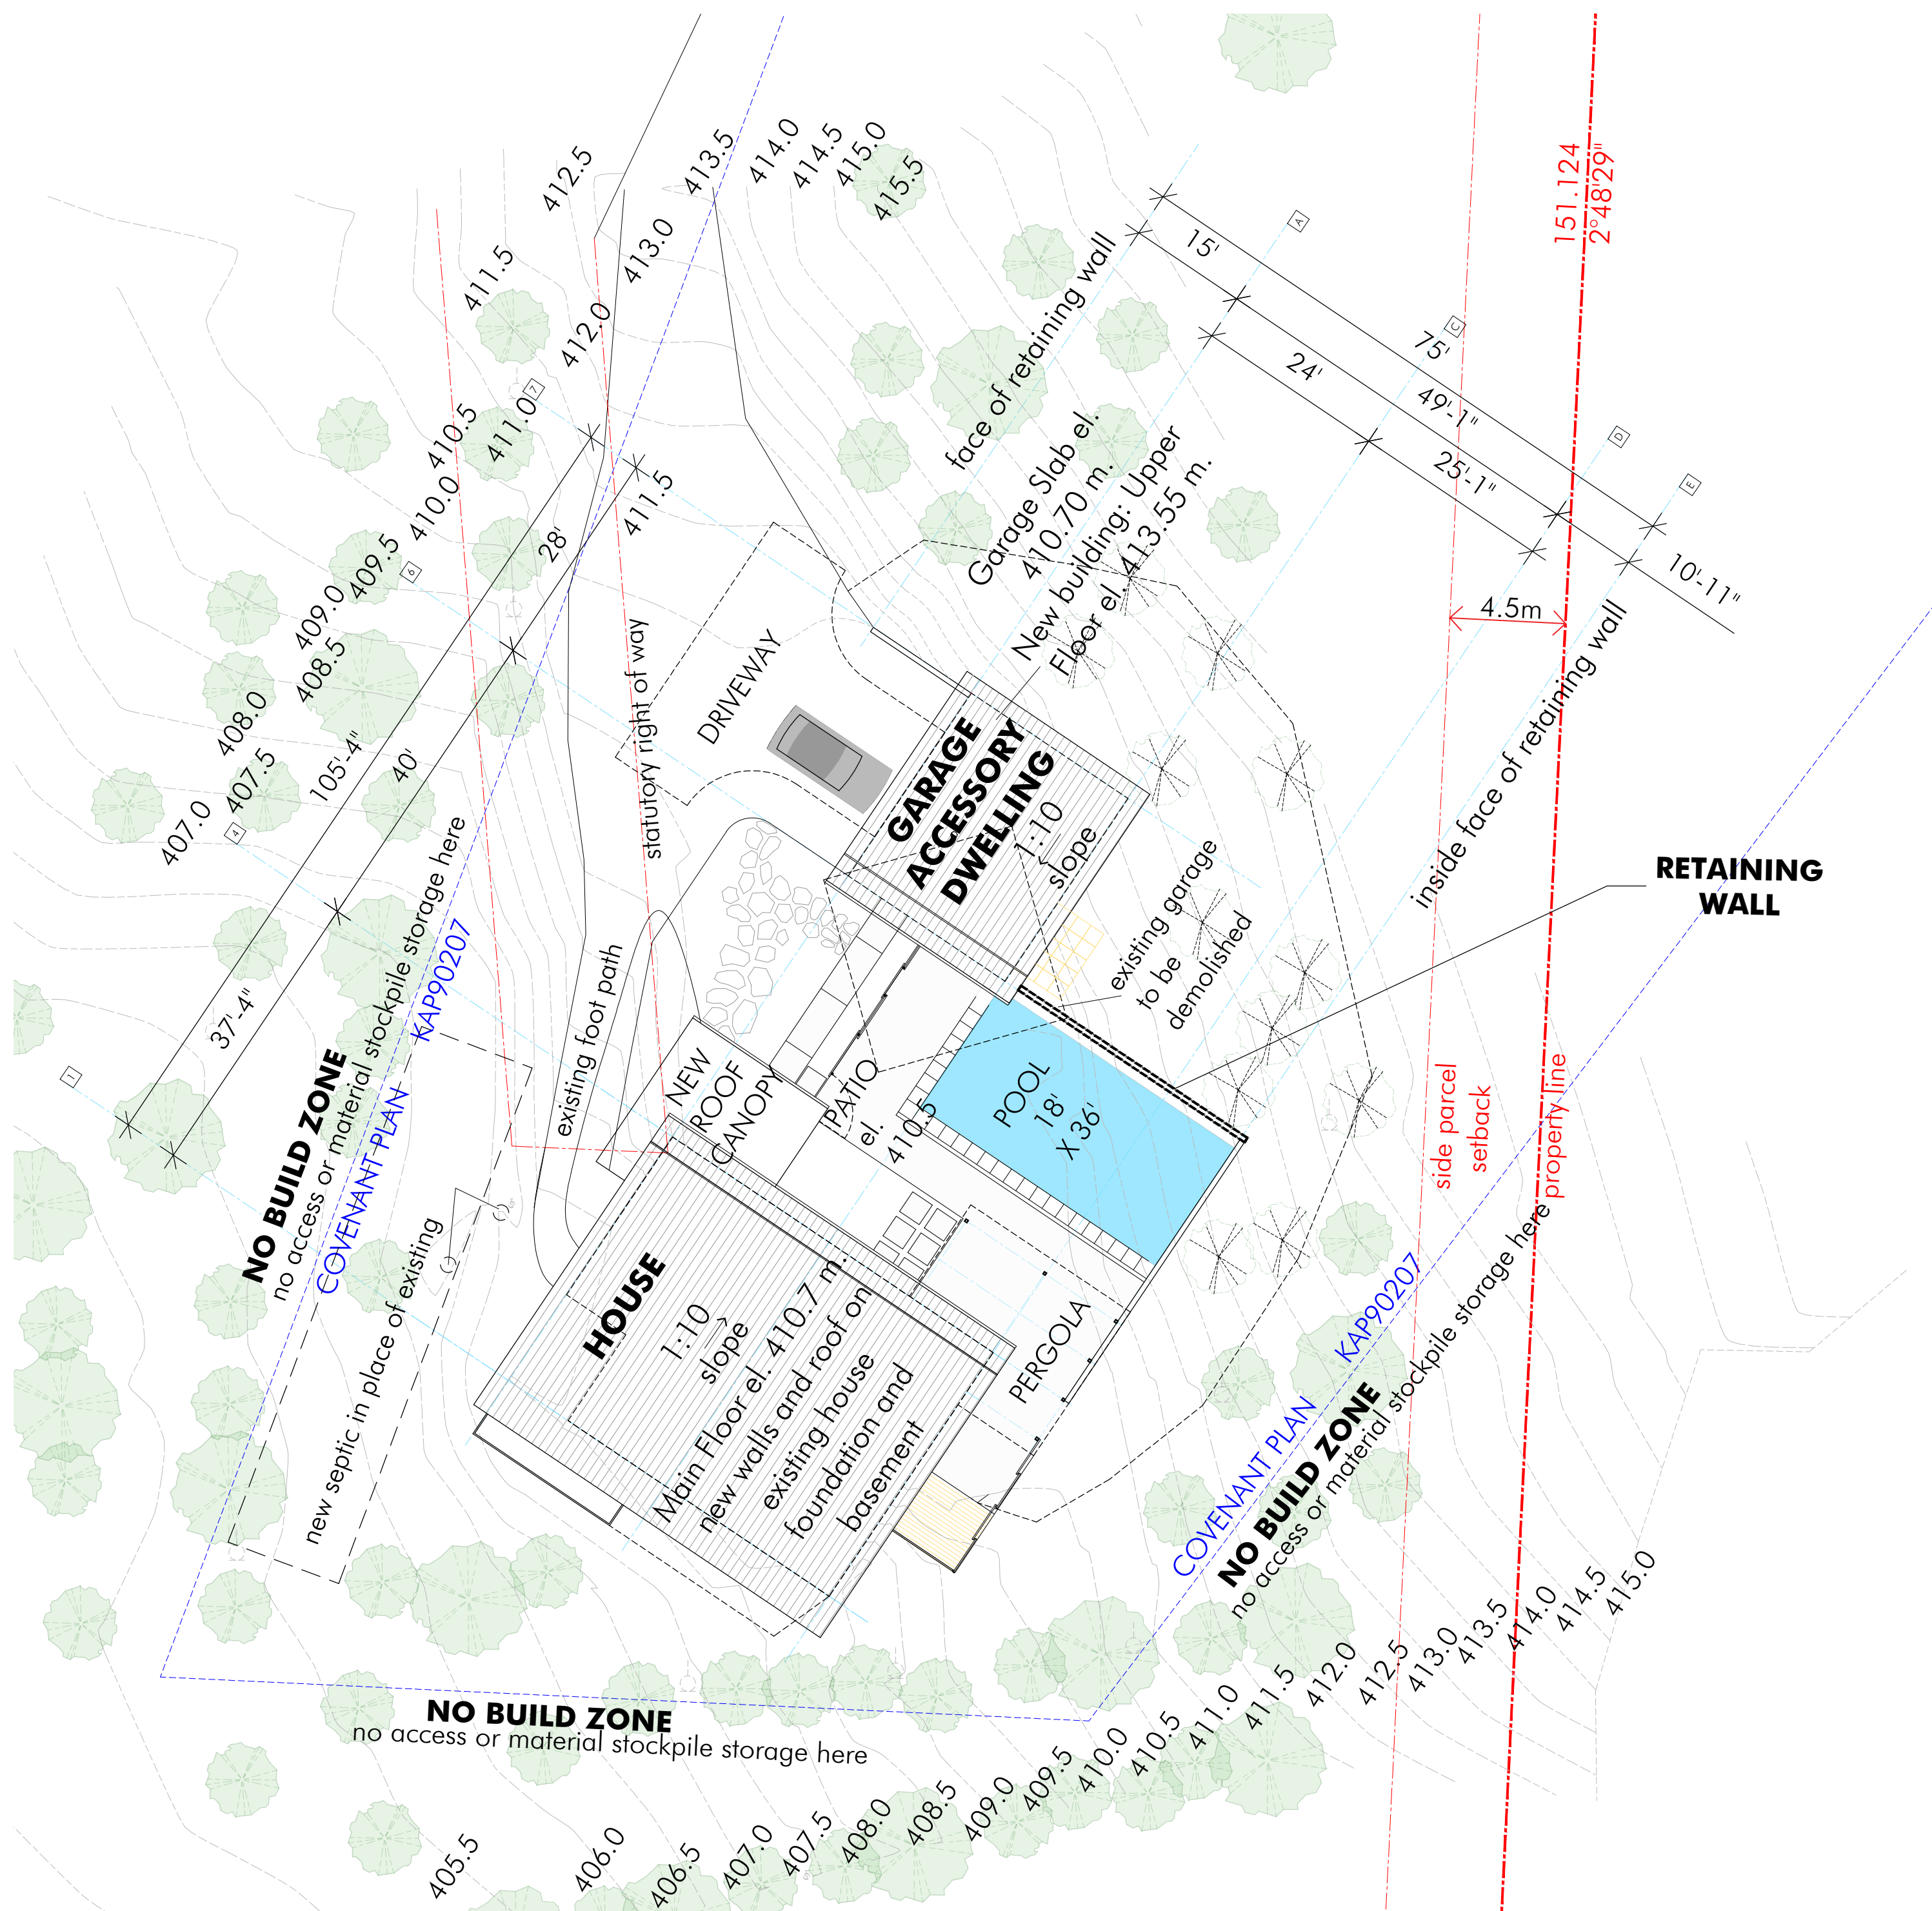 412.5
413.5
414.0
414.5
415.0
415.5
411.5
413.0
412.0
410.5
411.0
410.0
411.5
409.5
409.0
408.5
408.0
407.5
407.0
7
6
4
1
A
C
D
E
15'
75'
24'
49'-1"
25'-1"
10'-11"
151.124
2°48'29"
4.5m
28'
105'-4"
40'
37'-4"
face of retaining wall
Garage Slab el.
410.70 m.
New building: Upper
Floor el. 413.55 m.
inside face of retaining wall
RETAINING
WALL
DRIVEWAY
statutory right of way
GARAGE
ACCESSORY
DWELLING
1:10
slope
existing garage
to be
demolished
existing foot path
NEW
ROOF
CANOPY
PATIO
el.
410.5
POOL
18'
X 36'
PERGOLA
HOUSE
1:10
slope
Main Floor el. 410.7 m.
new walls and roof on
existing house
foundation and
basement
NO BUILD ZONE
no access or material stockpile storage here
COVENANT PLAN
KAP90207
new septic in place of existing
side parcel
setback
property line
COVENANT PLAN
KAP90207
NO BUILD ZONE
no access or material stockpile storage here
NO BUILD ZONE
no access or material stockpile storage here
405.5
406.0
406.5
407.0
407.5
408.0
408.5
409.0
409.5
410.0
410.5
411.0
411.5
412.0
412.5
413.0
413.5
414.0
414.5
415.0